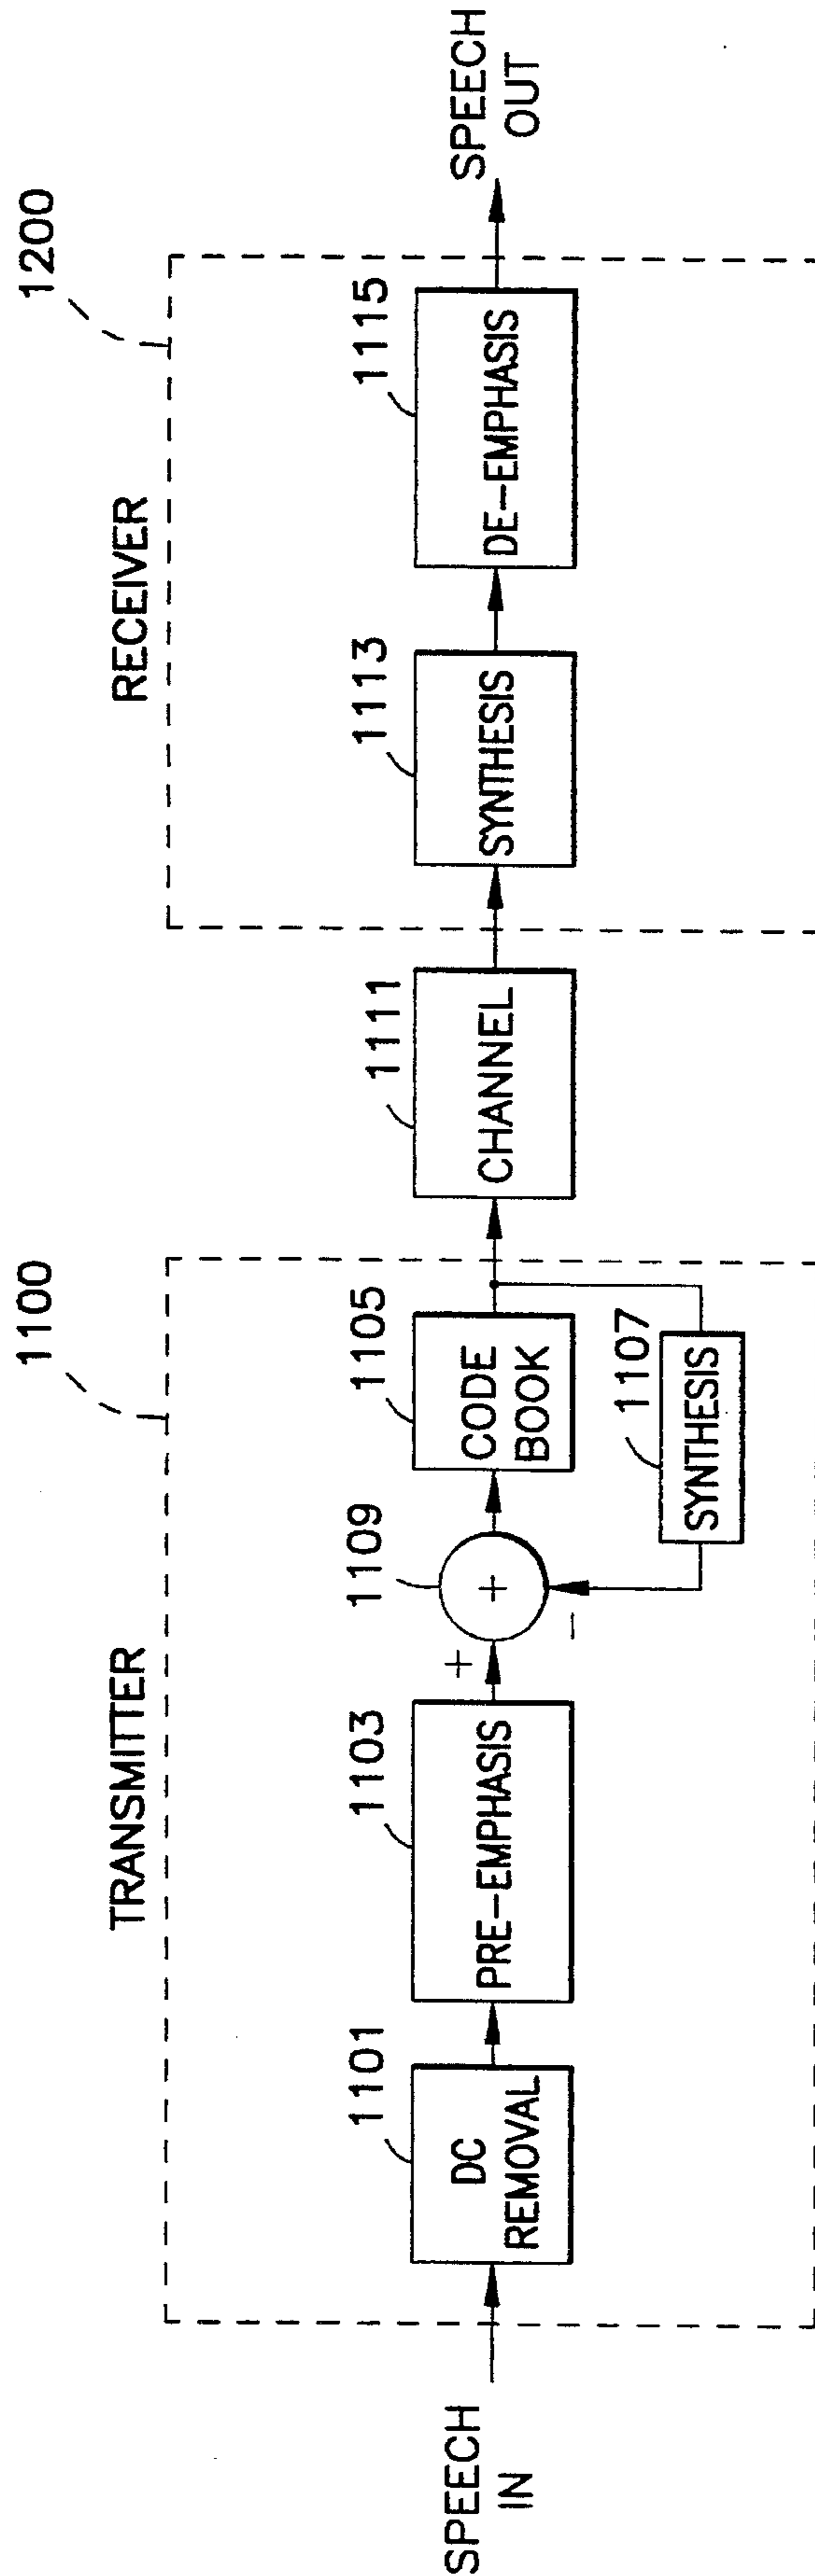 TRANSMITTER
1100
RECEIVER
1200
SPEECH
IN
1101
DC
REMOVAL
1103
PRE-EMPHASIS
+
1109
+
-
1105
CODE
BOOK
1107
SYNTHESIS
1111
CHANNEL
1113
SYNTHESIS
1115
DE-EMPHASIS
SPEECH
OUT